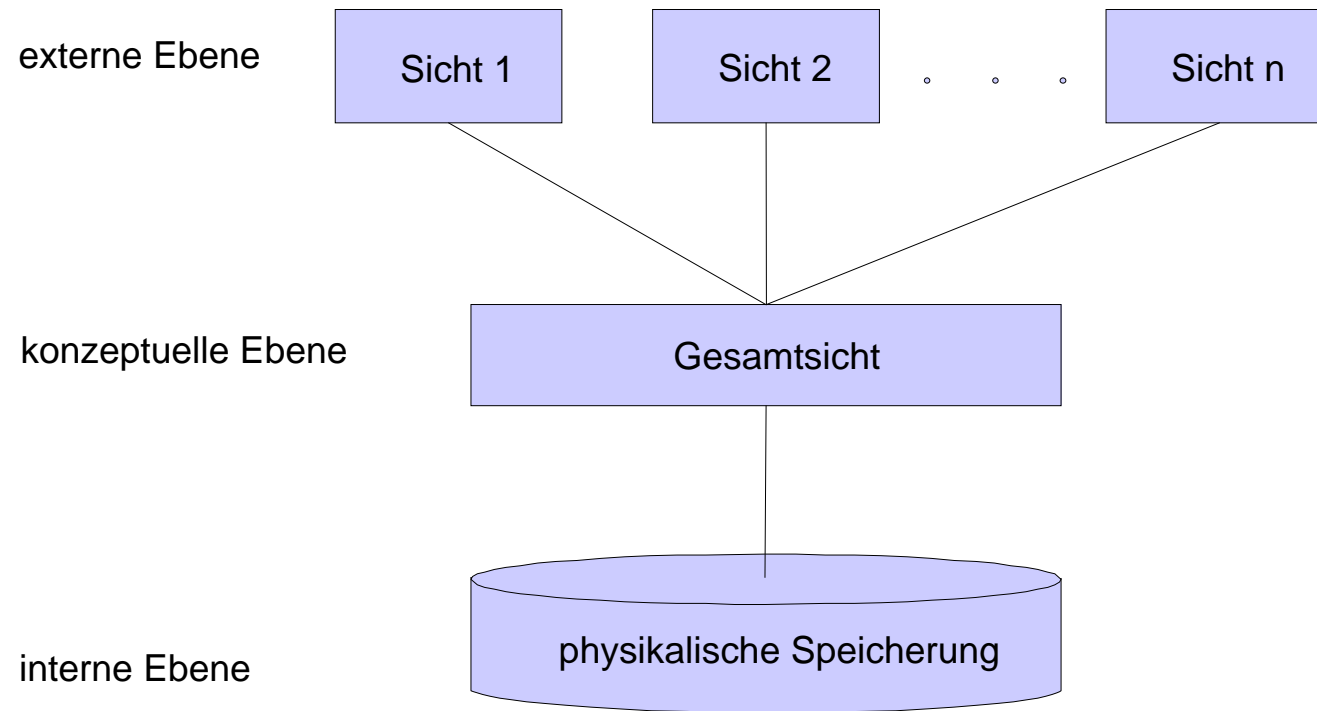 externe Ebene
Sicht 1
Sicht 2
. . .
Sicht n
konzeptuelle Ebene
Gesamtsicht
physikalische Speicherung
interne Ebene